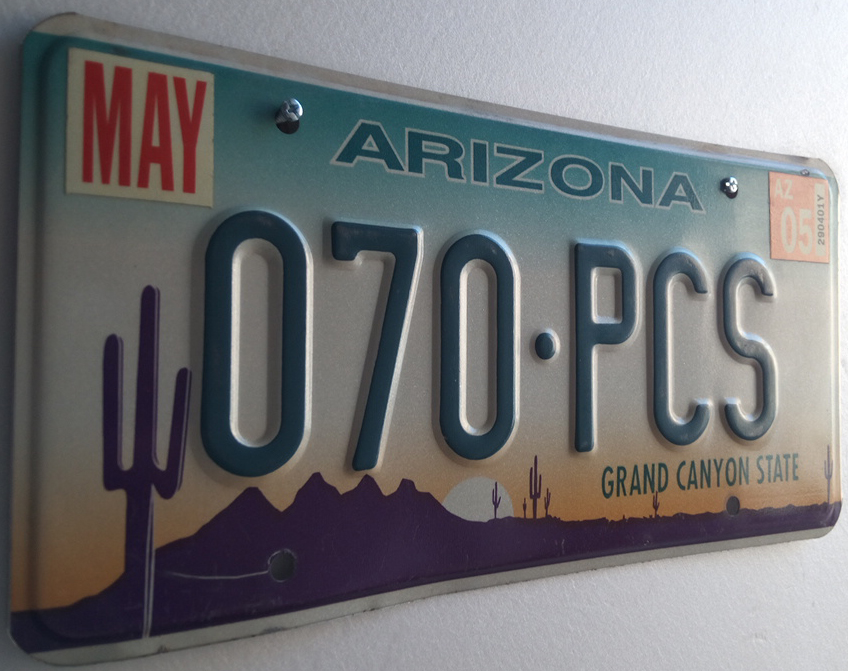 MAY
ARIZONA
AZ
05
290401Y
070·PCS
GRAND CANYON STATE